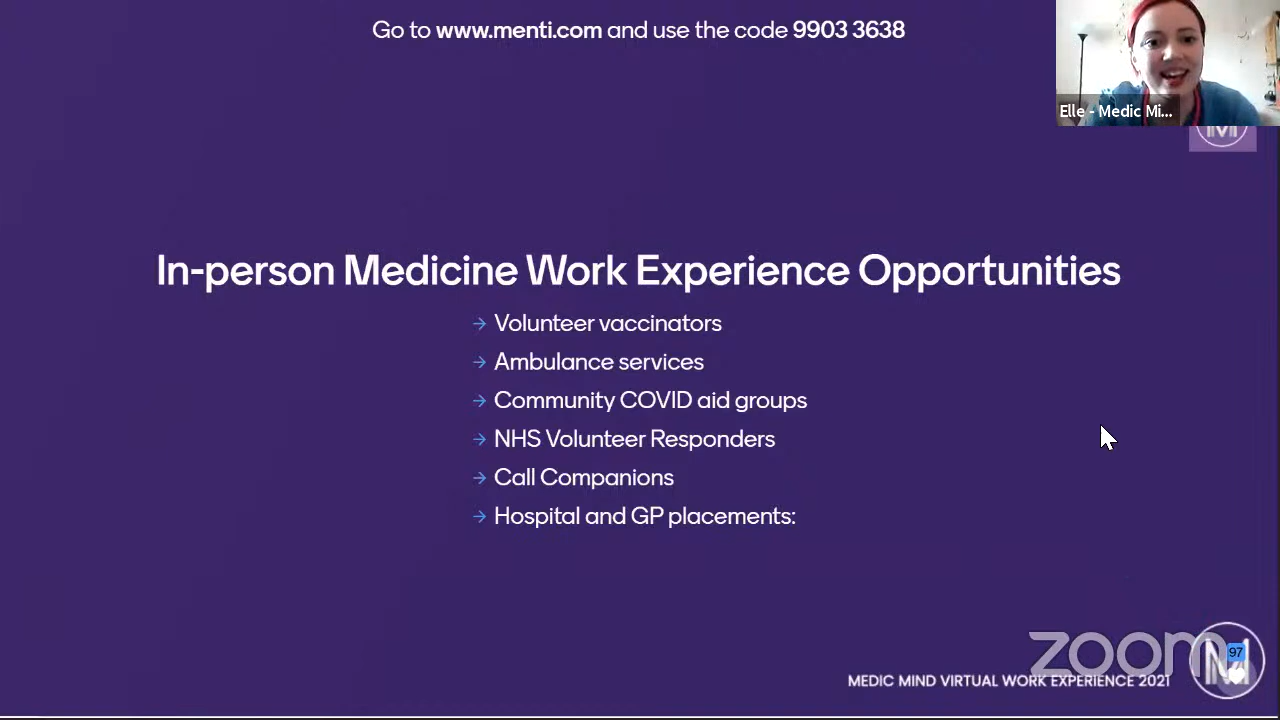 Go to www.menti.com and use the code 9903 3638
Elle - Medic Mi...
In-person Medicine Work Experience Opportunities
→ Volunteer vaccinators
→ Ambulance services
→ Community COVID aid groups
→ NHS Volunteer Responders
→ Call Companions
→ Hospital and GP placements:
zoom
97
MEDIC MIND VIRTUAL WORK EXPERIENCE 2021